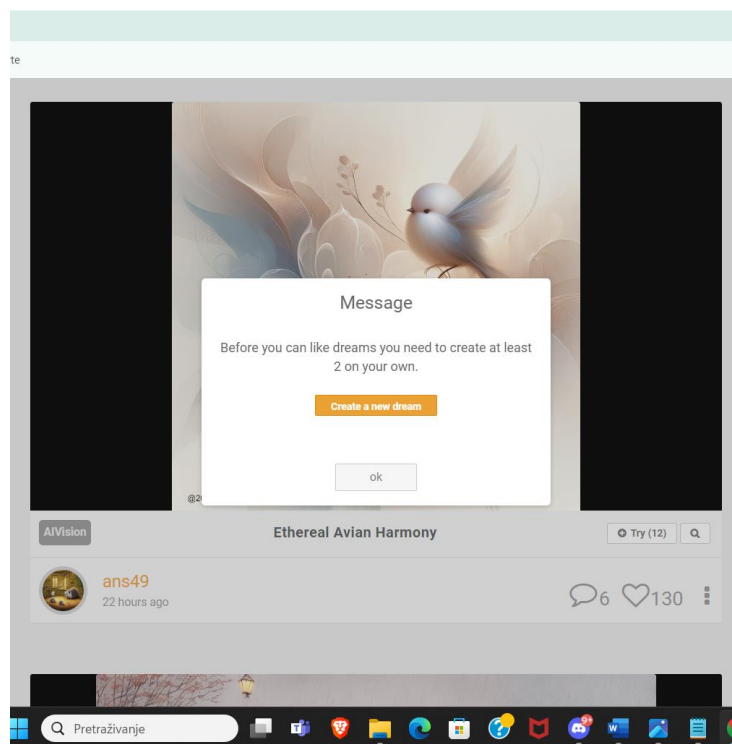 te
Message
Before you can like dreams you need to create at least
2 on your own.
Create a new dream
ok
AIVision
Ethereal Avian Harmony
Try (12)
ans49
22 hours ago
6
130
Pretraživanje
9+
W